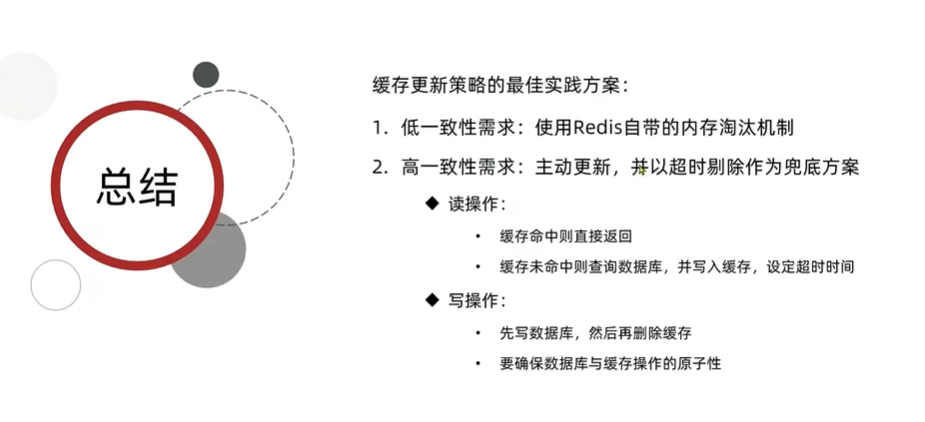 总结
缓存更新策略的最佳实践方案：
1. 低一致性需求：使用Redis自带的内存淘汰机制
2. 高一致性需求：主动更新，并以超时剔除作为兜底方案
◆ 读操作：
• 缓存命中则直接返回
• 缓存未命中则查询数据库，并写入缓存，设定超时时间
◆ 写操作：
• 先写数据库，然后再删除缓存
• 要确保数据库与缓存操作的原子性